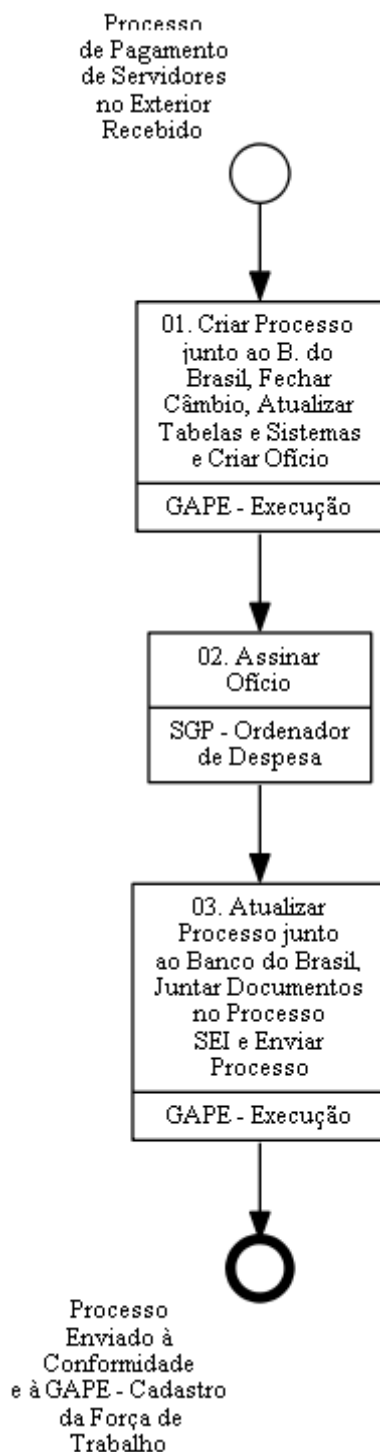 Processo
de Pagamento
de Servidores
no Exterior
Recebido
01. Criar Processo
junto ao B. do
Brasil, Fechar
Câmbio, Atualizar
Tabelas e Sistemas
e Criar Ofício
GAPE - Execução
02. Assinar
Ofício
SGP - Ordenador
de Despesa
03. Atualizar
Processo junto
ao Banco do Brasil,
Juntar Documentos
no Processo
SEI e Enviar
Processo
GAPE - Execução
Processo
Enviado à
Conformidade
e à GAPE - Cadastro
da Força de
Trabalho